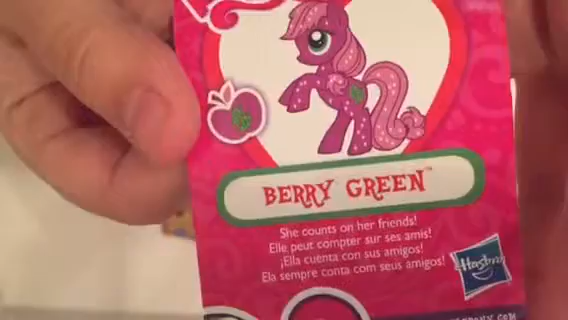 BERRY GREEN™
She counts on her friends!
Elle peut compter sur ses amis!
¡Ella cuenta con sus amigos!
Ela sempre conta com seus amigos!
Hasbro